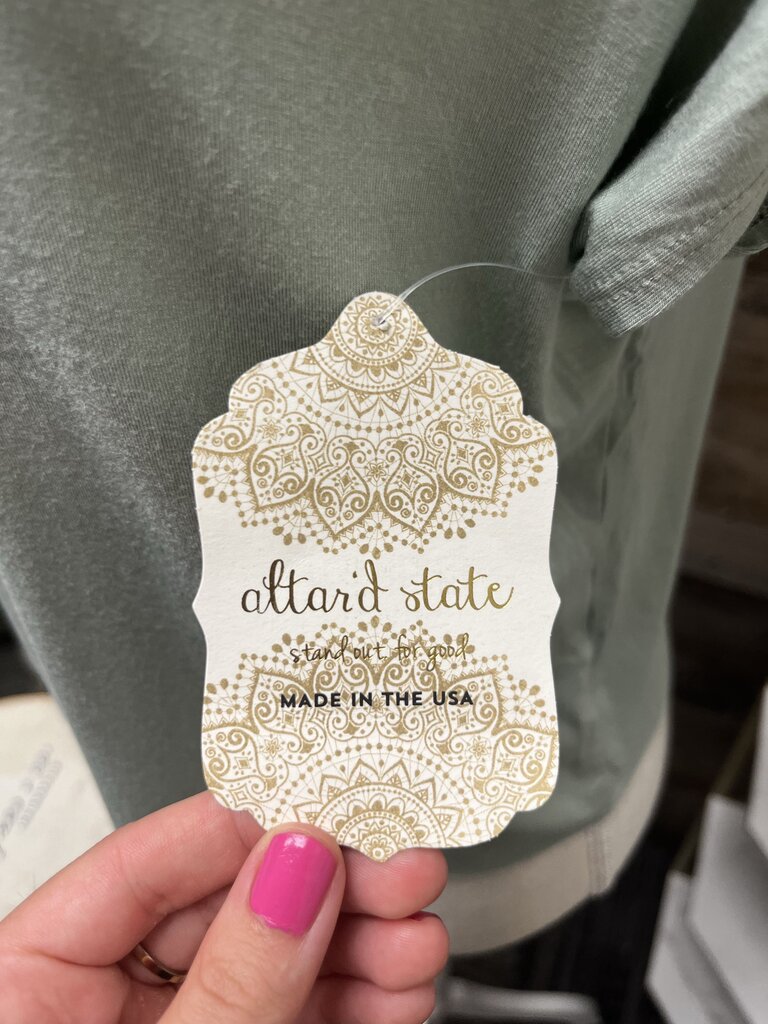 altar'd state
stand out. for good
MADE IN THE USA